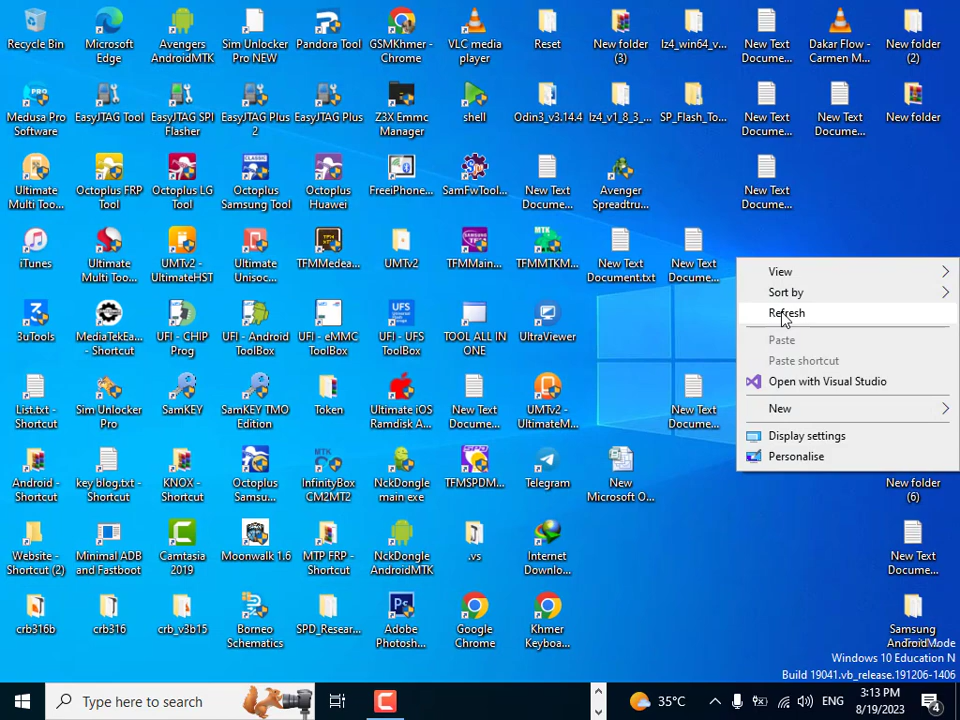 Recycle Bin
Microsoft
Edge
Avengers
AndroidMTK
Sim Unlocker
Pro NEW
Pandora Tool
GSMKhmer -
Chrome
VLC media
player
Reset
New folder
(3)
lz4_win64_v...
New Text
Docume...
Dakar Flow -
Carmen M...
New folder
(2)
Medusa Pro
Software
EasyJTAG Tool
EasyJTAG SPI
Flasher
EasyJTAG Plus
2
EasyJTAG Plus
Z3X Emmc
Manager
shell
Odin3_v3.14.4
lz4_v1_8_3_...
SP_Flash_To...
New Text
Docume...
New Text
Docume...
New folder
Ultimate
Multi Too...
Octoplus FRP
Tool
Octoplus LG
Tool
Octoplus
Samsung Tool
Octoplus
Huawei
FreeiPhone...
SamFwTool...
New Text
Docume...
Avenger
Spreadtru...
New Text
Docume...
iTunes
Ultimate
Multi Too...
UMTv2 -
UltimateHST
Ultimate
Unisoc...
TFMMedea...
UMTv2
TFMMain...
TFMMTKM...
New Text
Document.txt
New Text
Docume...
3uTools
MediaTekEa...
- Shortcut
UFI - CHIP
Prog
UFI - Android
ToolBox
UFI - eMMC
ToolBox
UFI - UFS
ToolBox
TOOL ALL IN
ONE
UltraViewer
List.txt -
Shortcut
Sim Unlocker
Pro
SamKEY
SamKEY TMO
Edition
Token
Ultimate iOS
Ramdisk A...
New Text
Docume...
UMTv2 -
UltimateM...
New Text
Docume...
Android -
Shortcut
key blog.txt -
Shortcut
KNOX -
Shortcut
Octoplus
Samsu...
InfinityBox
CM2MT2
NckDongle
main exe
TFMSPDM...
Telegram
New
Microsoft O...
New folder
(6)
Website -
Shortcut (2)
Minimal ADB
and Fastboot
Camtasia
2019
Moonwalk 1.6
MTP FRP -
Shortcut
NckDongle
AndroidMTK
.vs
Internet
Downlo...
New Text
Docume...
crb316b
crb316
crb_v3b15
Borneo
Schematics
SPD_Resear...
Adobe
Photosh...
Google
Chrome
Khmer
Keyboa...
Samsung
View
Sort by
Refresh
Paste
Paste shortcut
Open with Visual Studio
New
Display settings
Personalise
Windows 10 Education N
Build 19041.vb_release.191206-1406
Type here to search
35°C
ENG
3:13 PM
8/19/2023
4